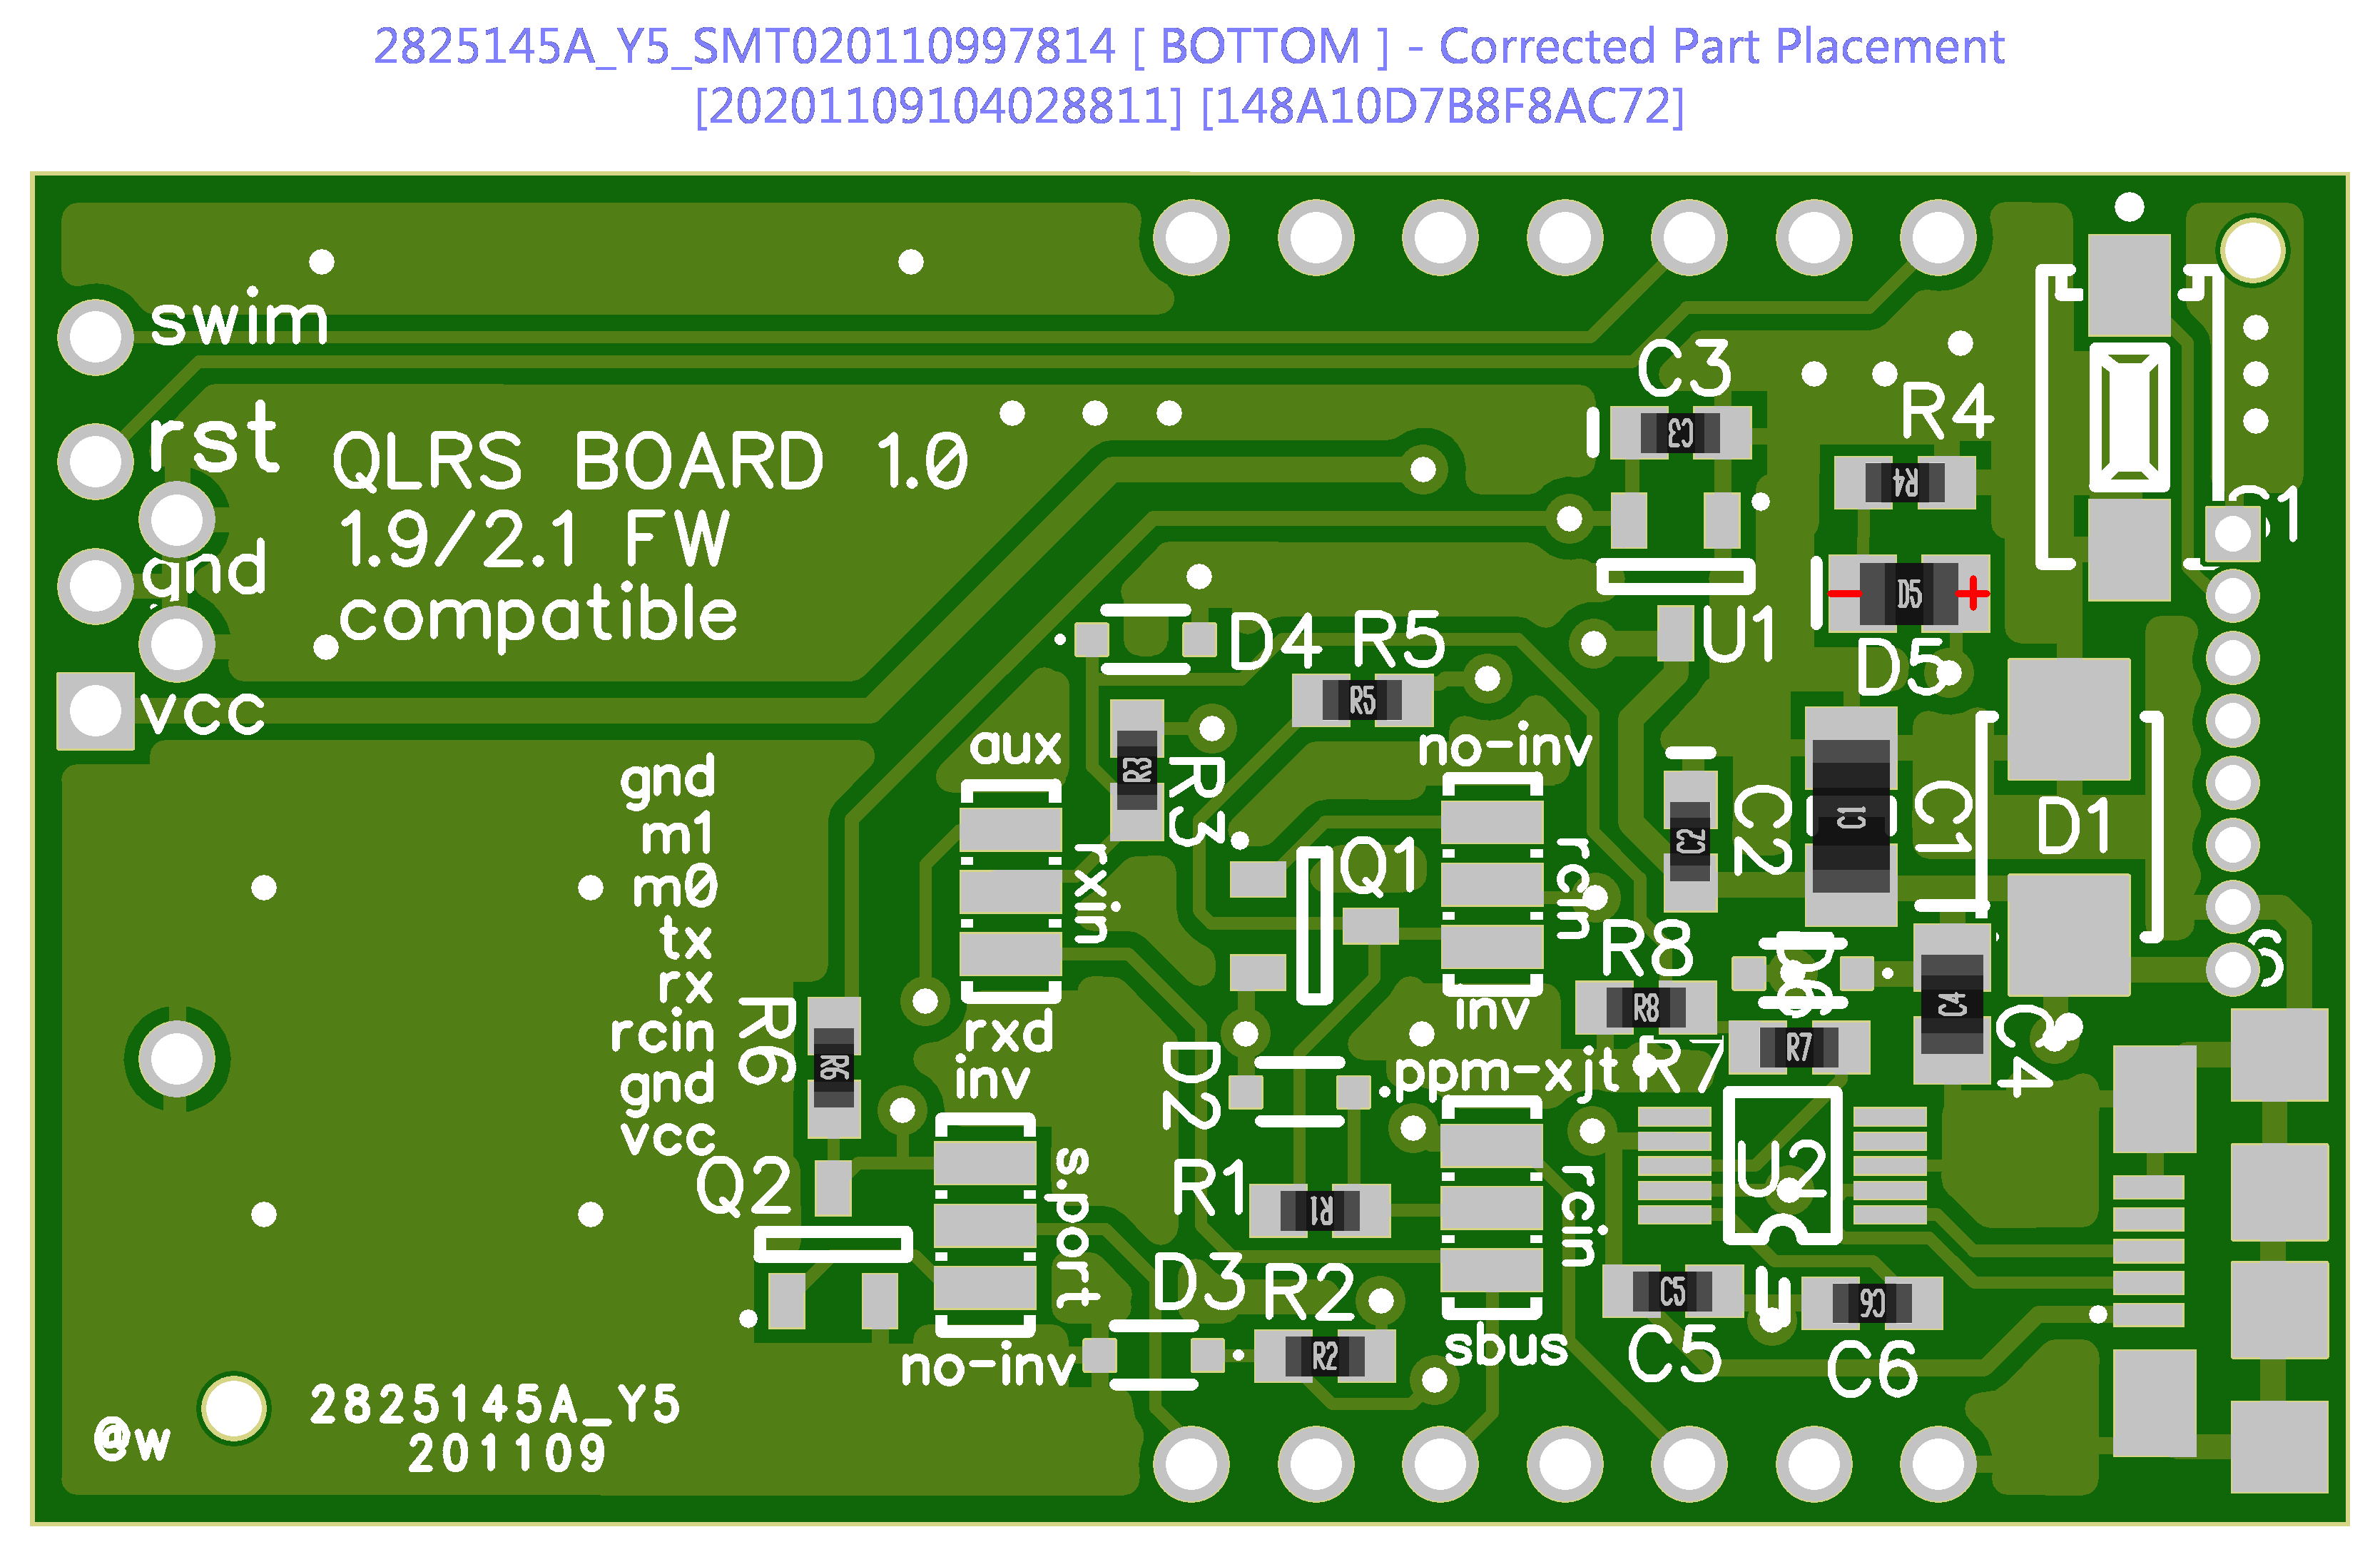 2825145A_Y5_SMT020110997814 [ BOTTOM ] - Corrected Part Placement
[20201109104028811] [148A10D7B8F8AC72]
swim
rst
gnd
vcc
QLRS BOARD 1.0
1.9/2.1 FW
compatible
C3
C3
R4
R4
D5
D5
U1
D4
R5
R5
R3
R3
aux
rxin
rxd
no-inv
rcin
inv
C2
C2
C1
C1
D1
Q1
gnd
m1
m0
tx
rx
rcin
gnd
vcc
R6
R6
R8
R8
R7
R7
C4
C4
D2
inv
s.port
no-inv
.ppm-xjt
rcin
sbus
U2
Q2
R1
R1
D3
R2
R2
C5
C5
C6
C6
2825145A_Y5
201109
@w